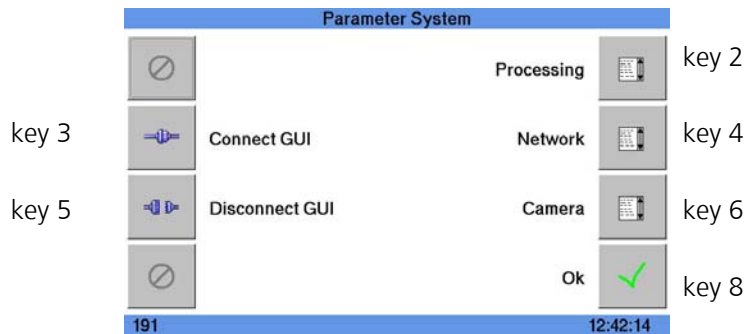 Parameter System
Processing key 2
key 3 Connect GUI Network key 4
key 5 Disconnect GUI Camera key 6
Ok key 8
191 12:42:14